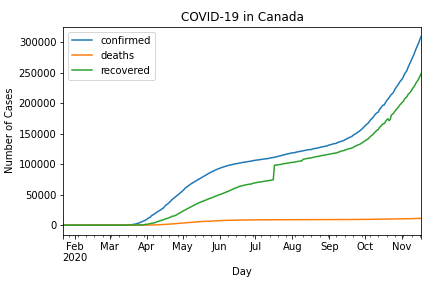 COVID-19 in Canada
confirmed
deaths
recovered
Number of Cases
300000
250000
200000
150000
100000
50000
0
Feb Mar Apr May Jun Jul Aug Sep Oct Nov
2020
Day